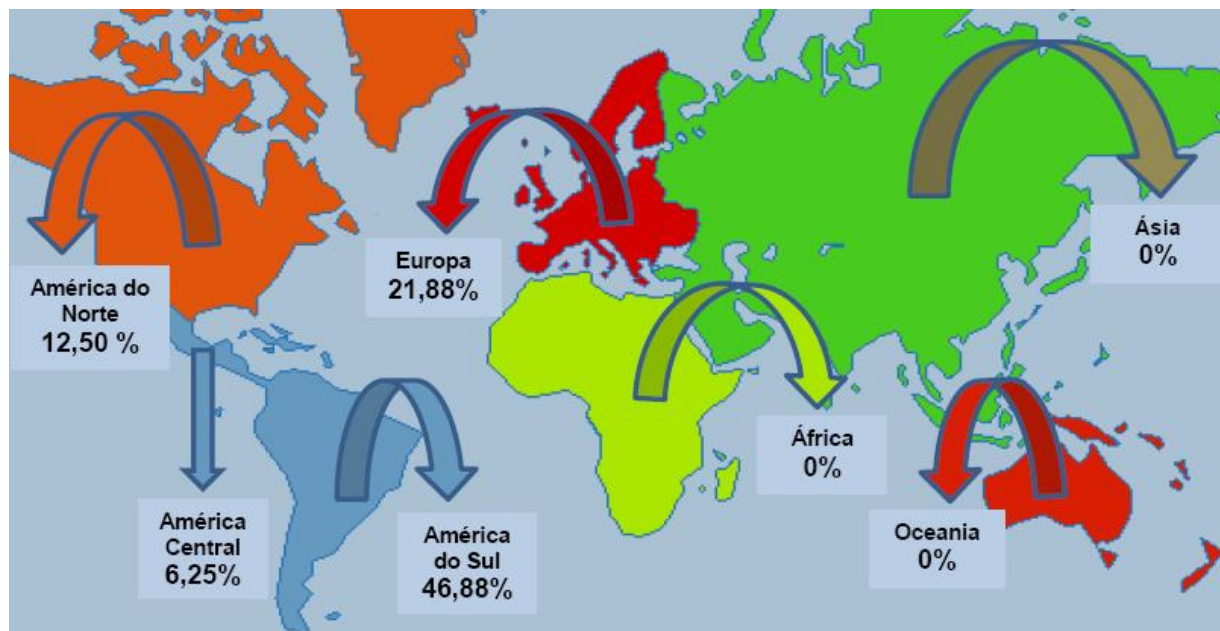 América do
Norte
12,50 %
Europa
21,88%
Ásia
0%
África
0%
América
Central
6,25%
América
do Sul
46,88%
Oceania
0%